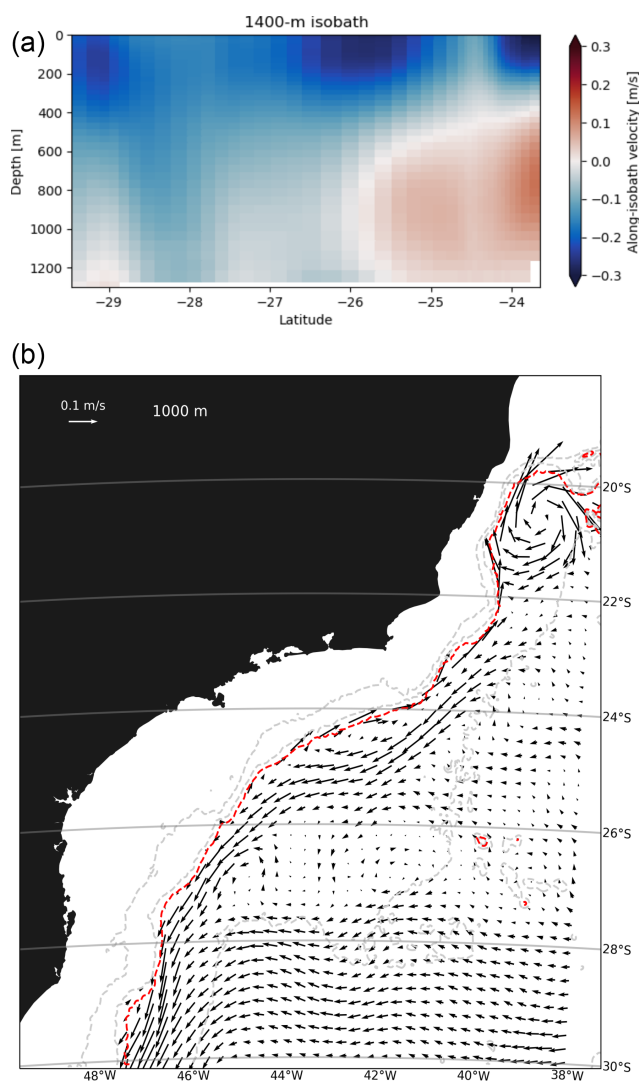 (a)
1400-m isobath
0
200
400
600
800
1000
1200
Depth [m]
−29
−28
−27
−26
−25
−24
Latitude
0.3
0.2
0.1
0.0
−0.1
−0.2
−0.3
Along-isobath velocity [m/s]
(b)
0.1 m/s
1000 m
20°S
22°S
24°S
26°S
28°S
30°S
48°W
46°W
44°W
42°W
40°W
38°W